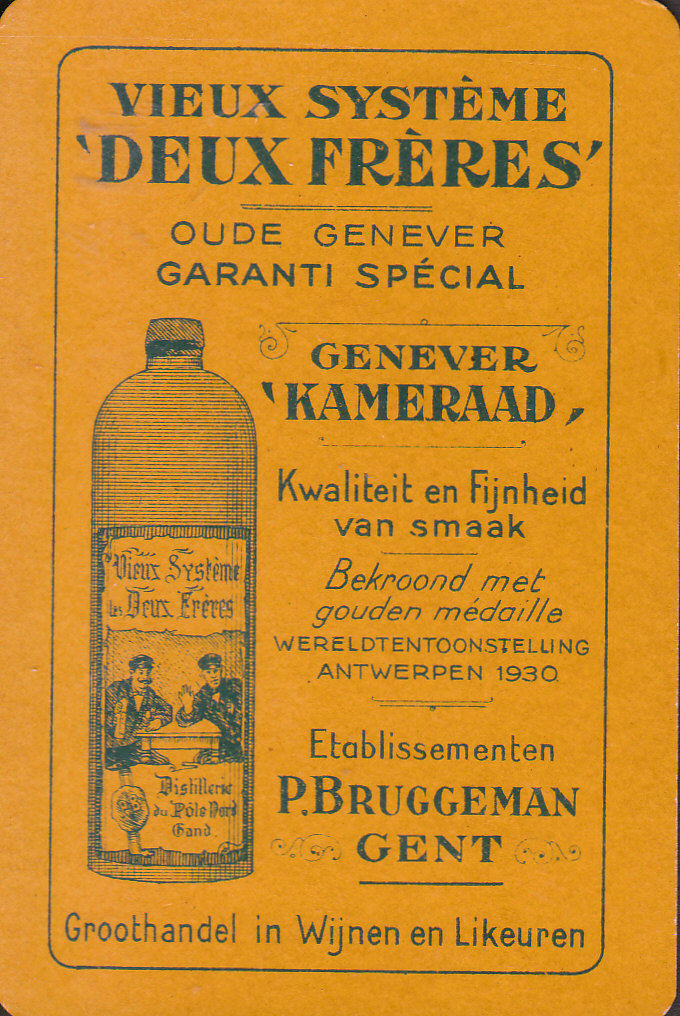 VIEUX SYSTÈME
'DEUX FRÈRES'
OUDE GENEVER
GARANTI SPÉCIAL
GENEVER
'KAMERAAD,
Kwaliteit en Fijnheid
van smaak
Bekroond met
gouden médaille
WERELDTENTOONSTELLING
ANTWERPEN 1930
Etablissementen
P. BRUGGEMAN
GENT
Vieux Système
les Deux Frères
Distillerie
du Pôle Nord
Gand.
Groothandel in Wijnen en Likeuren